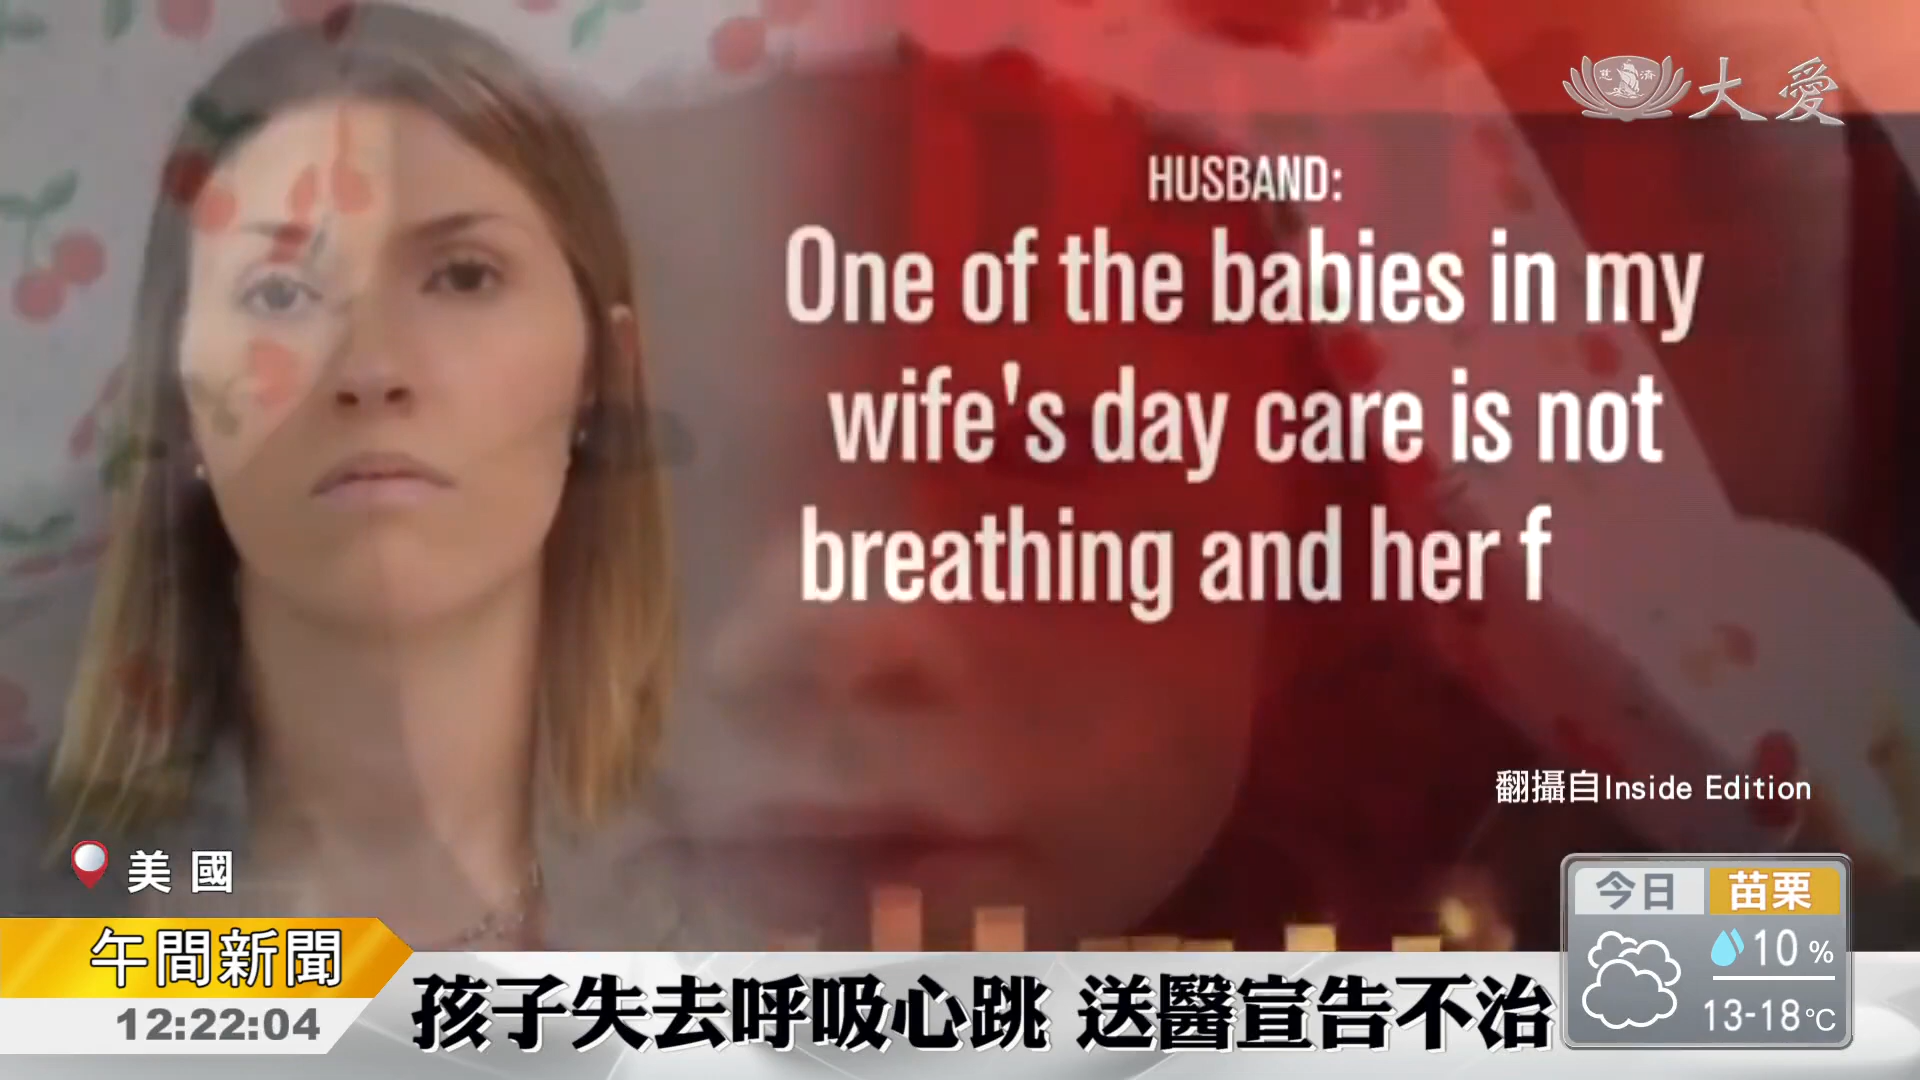 慈濟
大愛
HUSBAND:
One of the babies in my
wife's day care is not
breathing and her f
翻攝自Inside Edition
美國
今日 苗栗
10%
13-18°C
午間新聞
12:22:04
孩子失去呼吸心跳 送醫宣告不治